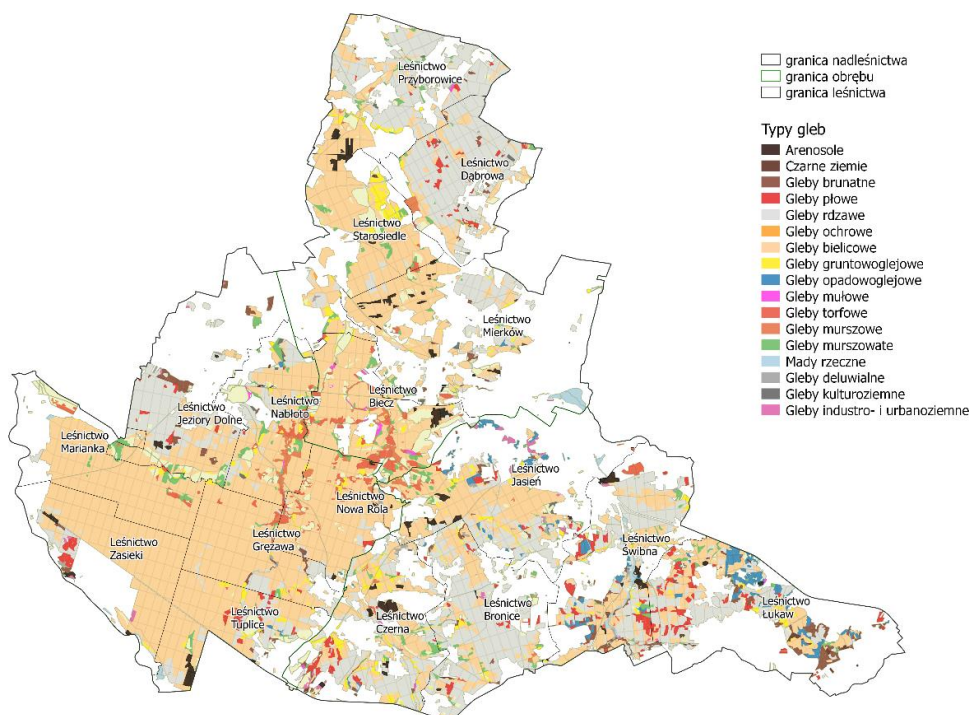 Leśnictwo
Przyborowice
Leśnictwo
Dąbrowa
Leśnictwo
Starosiedle
Leśnictwo
Mierków
Leśnictwo
Biecz
Leśnictwo
Nabłoto
Leśnictwo
Jeziory Dolne
Leśnictwo
Marianka
Leśnictwo
Jasień
Leśnictwo
Nowa Rola
Leśnictwo
Zasieki
Leśnictwo
Gręzawa
Leśnictwo
Świbna
Leśnictwo
Tuplice
Leśnictwo
Czerna
Leśnictwo
Bronice
Leśnictwo
Łukaw
granica nadleśnictwa
granica obrębu
granica leśnictwa
Typy gleb
Arenosole
Czarne ziemie
Gleby brunatne
Gleby płowe
Gleby rdzawe
Gleby ochrowe
Gleby bielicowe
Gleby gruntowoglejowe
Gleby opadowoglejowe
Gleby mułowe
Gleby torfowe
Gleby murszowe
Gleby murszowate
Mady rzeczne
Gleby deluwialne
Gleby kulturoziemne
Gleby industro- i urbanoziemne